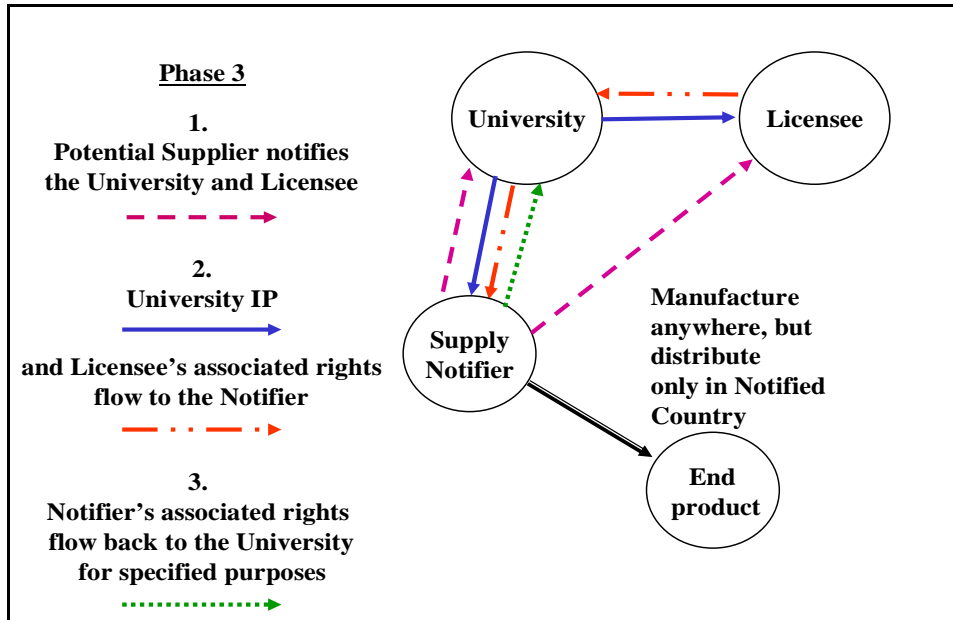 Phase 3
1.
Potential Supplier notifies
the University and Licensee
2.
University IP
and Licensee's associated rights
flow to the Notifier
3.
Notifier's associated rights
flow back to the University
for specified purposes
University
Licensee
Supply
Notifier
Manufacture
anywhere, but
distribute
only in Notified
Country
End
product